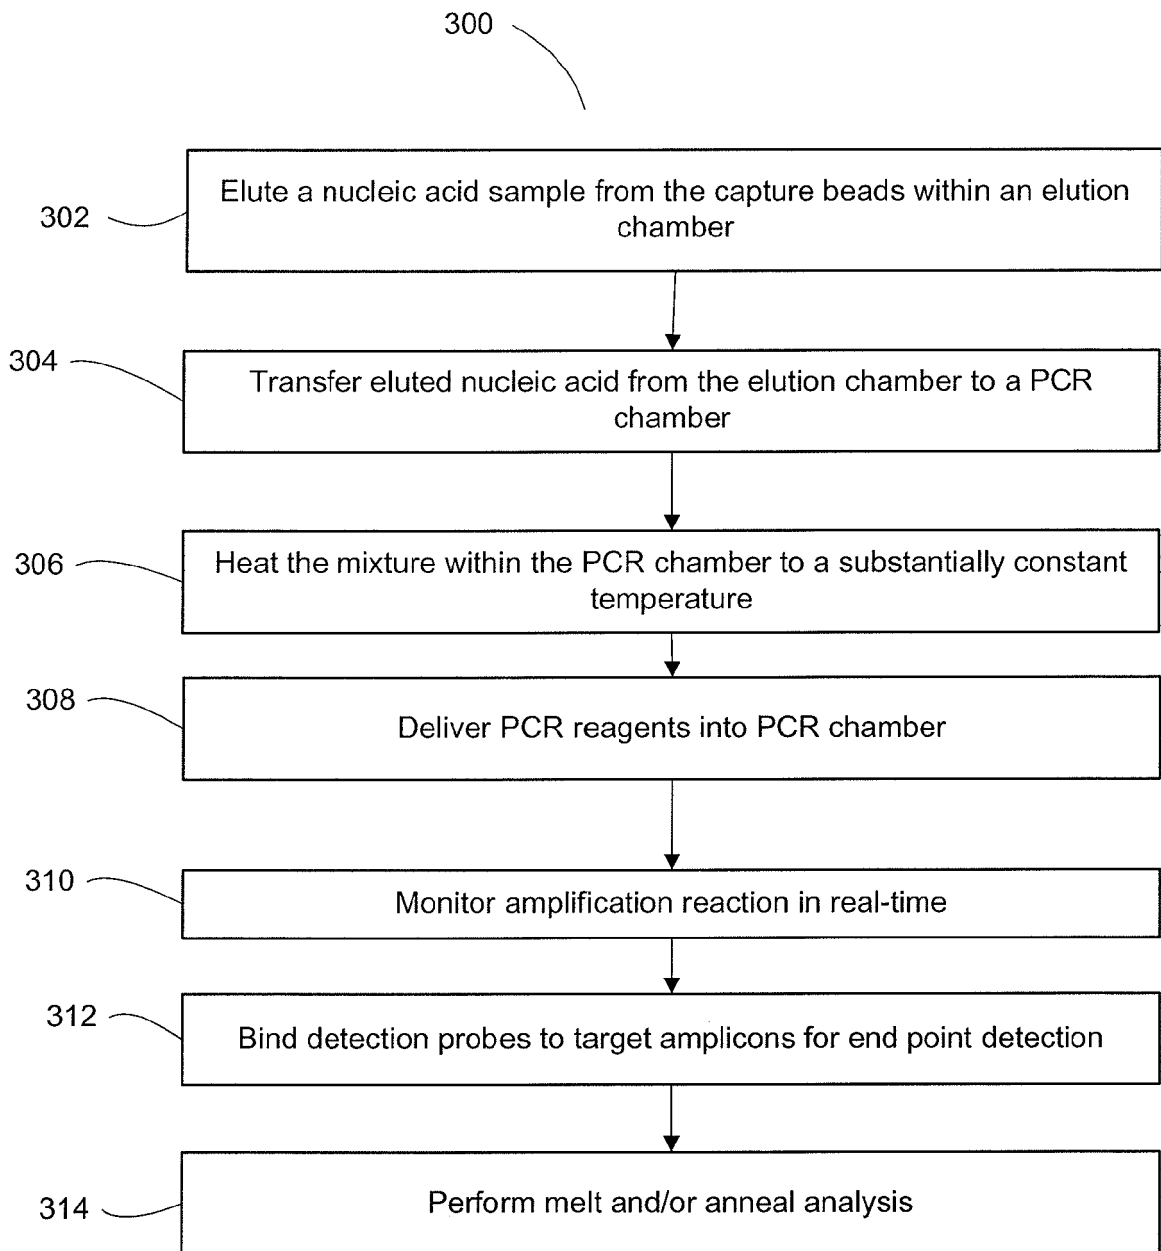 300
302
Elute a nucleic acid sample from the capture beads within an elution
chamber
304
Transfer eluted nucleic acid from the elution chamber to a PCR
chamber
306
Heat the mixture within the PCR chamber to a substantially constant
temperature
308
Deliver PCR reagents into PCR chamber
310
Monitor amplification reaction in real-time
312
Bind detection probes to target amplicons for end point detection
314
Perform melt and/or anneal analysis